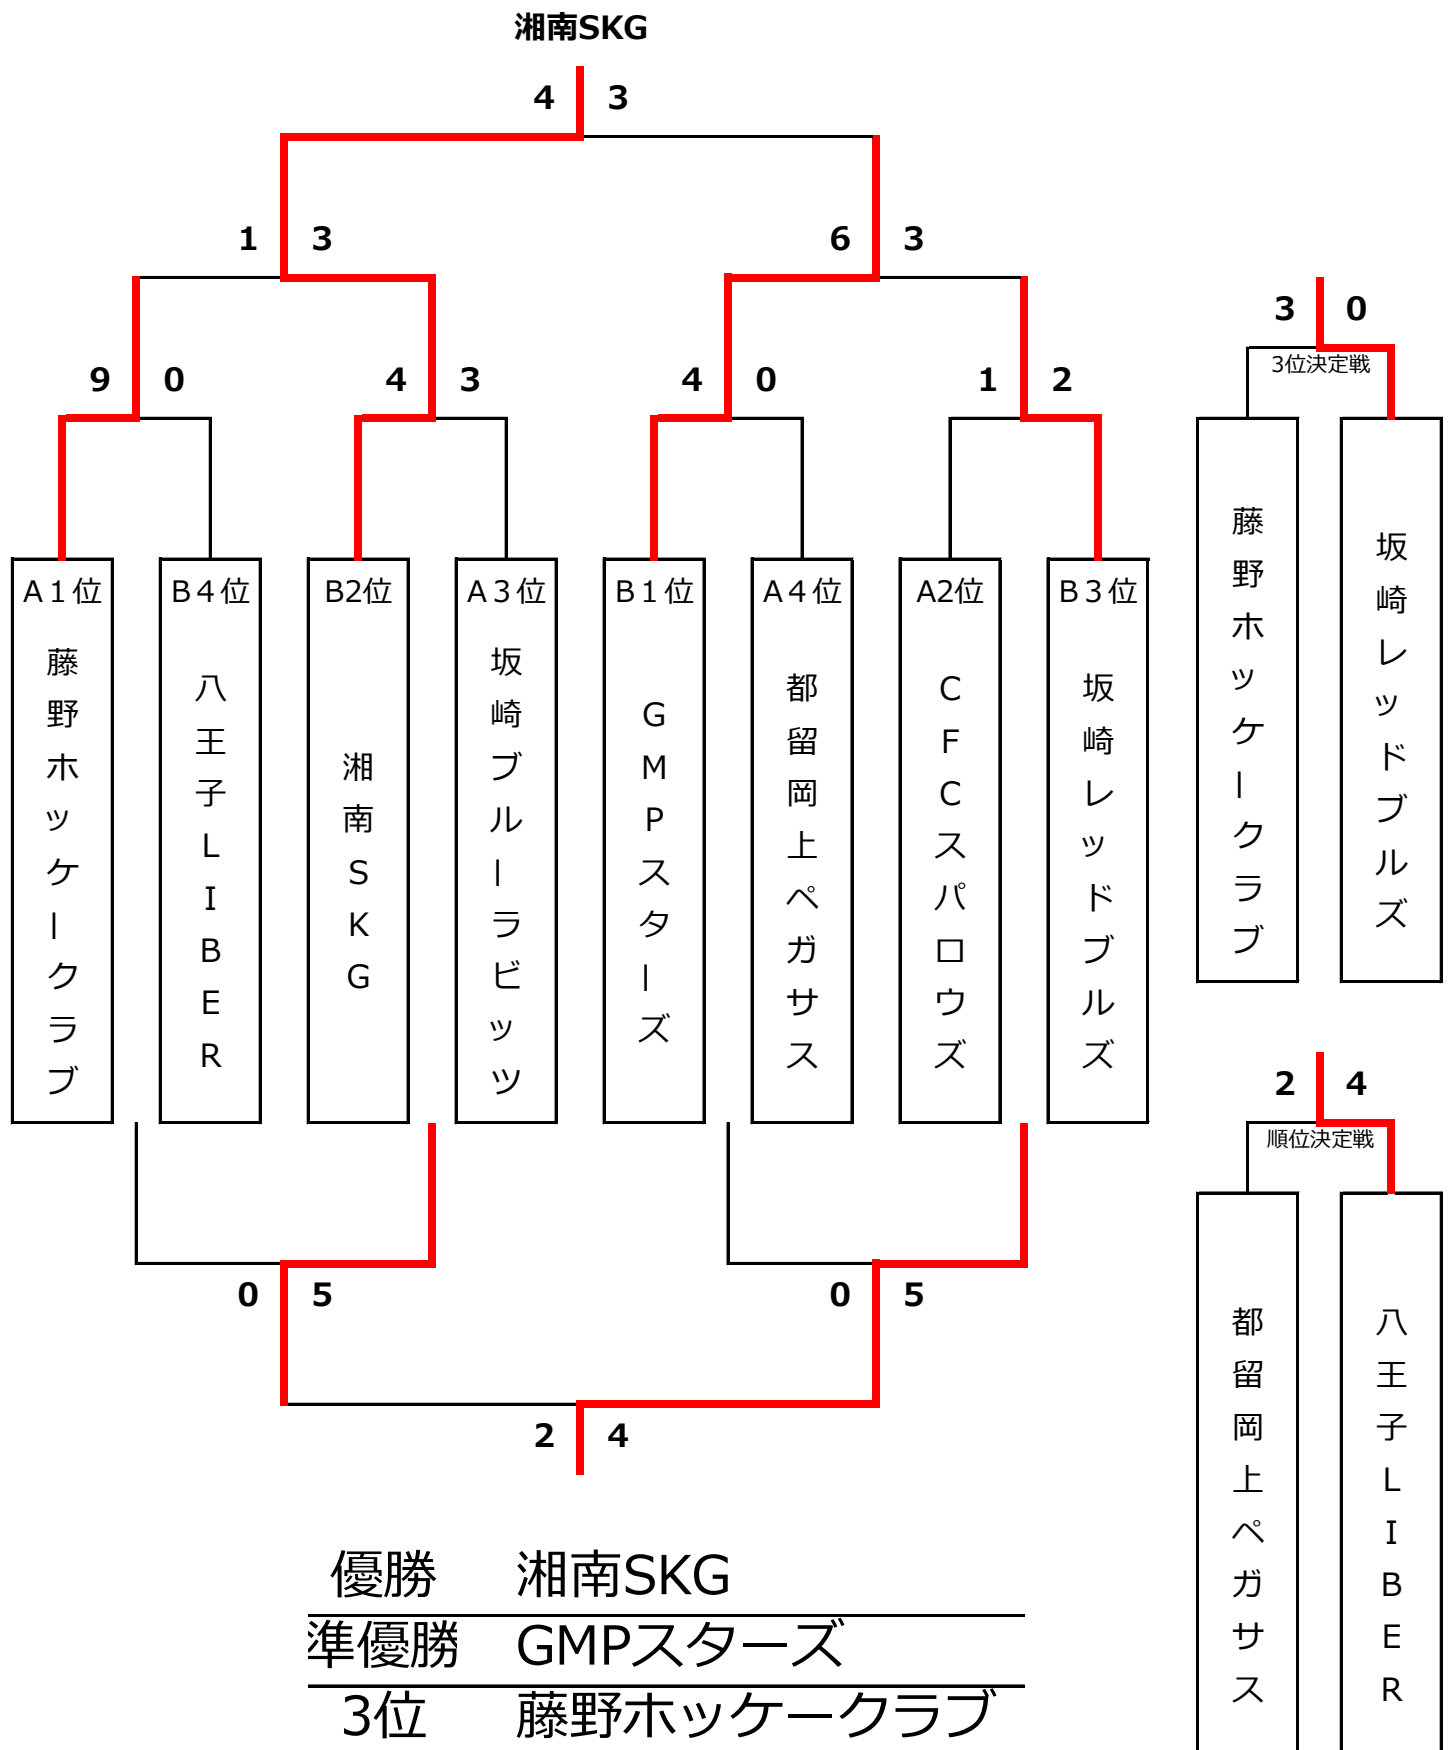 湘南SKG
4 3
1 3
6 3
3 0
3位決定戦
9 0
4 3
4 0
1 2
A１位
藤野ホッケークラブ
B４位
八王子LIBER
B2位
湘南SKG
A３位
坂崎ブルーラビッツ
B１位
GMPスターズ
A４位
都留岡上ペガサス
A2位
CFCスパロウズ
B３位
坂崎レッドブルズ
藤野ホッケークラブ
坂崎レッドブルズ
2 4
順位決定戦
都留岡上ペガサス
八王子LIBER
0 5
0 5
2 4
優勝 湘南SKG
準優勝 GMPスターズ
3位 藤野ホッケークラブ